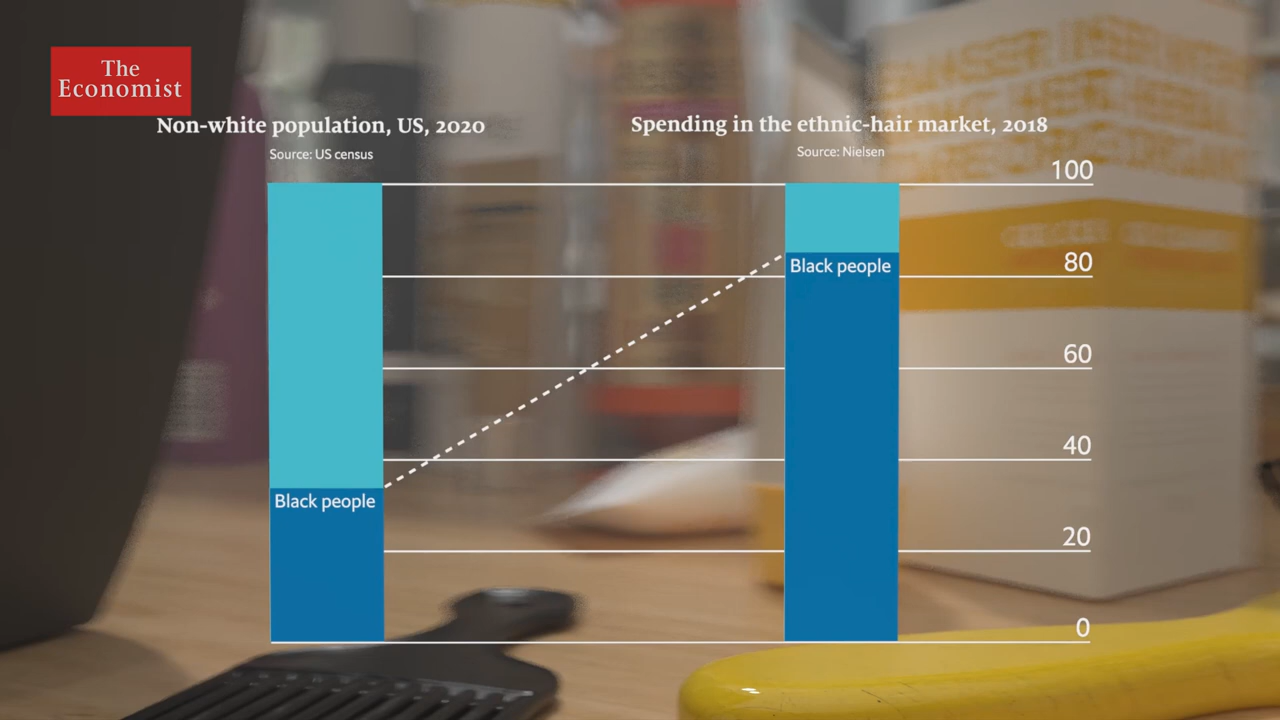 The
Economist
Non-white population, US, 2020
Source: US census
Spending in the ethnic-hair market, 2018
Source: Nielsen
100
80
60
40
20
0
Black people
Black people